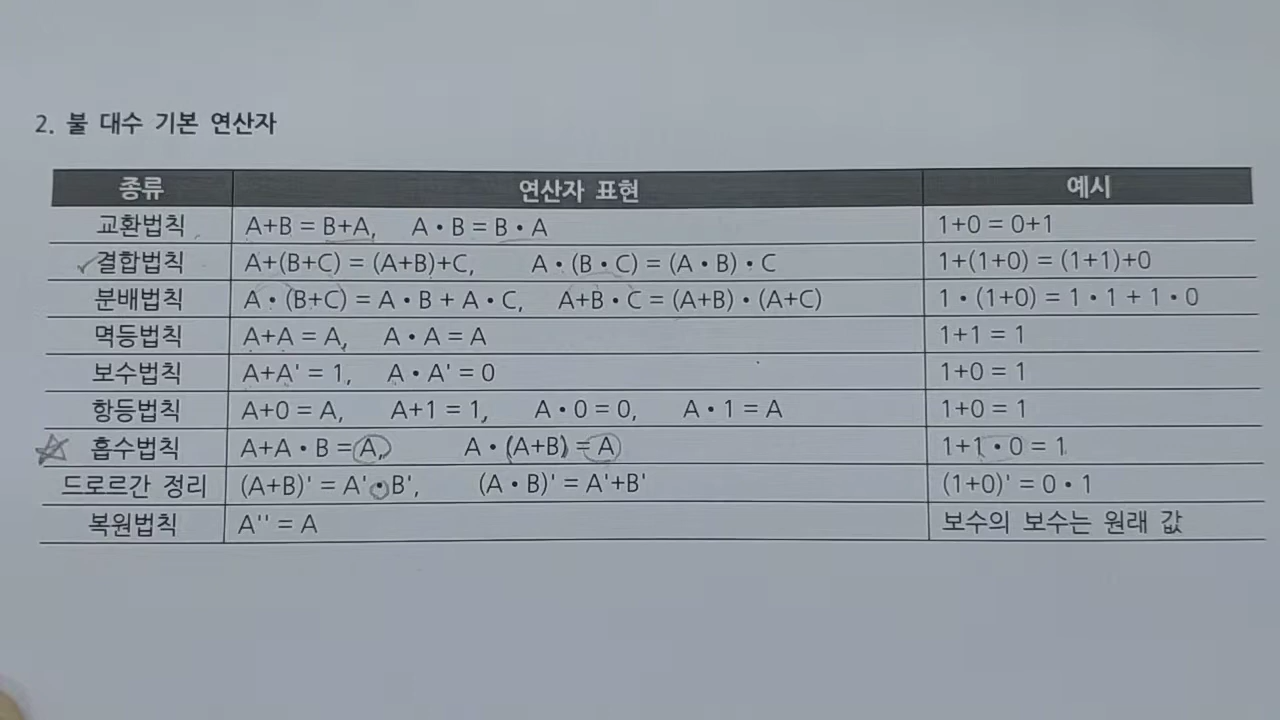 2. 불 대수 기본 연산자
종류 연산자 표현 예시
교환법칙 A+B = B+A, A • B = B • A 1+0 = 0+1
결합법칙 A+(B+C) = (A+B)+C, A • (B • C) = (A • B) • C 1+(1+0) = (1+1)+0
분배법칙 A • (B+C) = A • B + A • C, A+B • C = (A+B) • (A+C) 1 • (1+0) = 1 • 1 + 1 • 0
멱등법칙 A+A = A, A • A = A 1+1 = 1
보수법칙 A+A' = 1, A • A' = 0 1+0 = 1
항등법칙 A+0 = A, A+1 = 1, A • 0 = 0, A • 1 = A 1+0 = 1
흡수법칙 A+A • B = A, A • (A+B) = A 1+1 • 0 = 1
드로르간 정리 (A+B)' = A' • B', (A • B)' = A'+B' (1+0)' = 0 • 1
복원법칙 A'' = A 보수의 보수는 원래 값